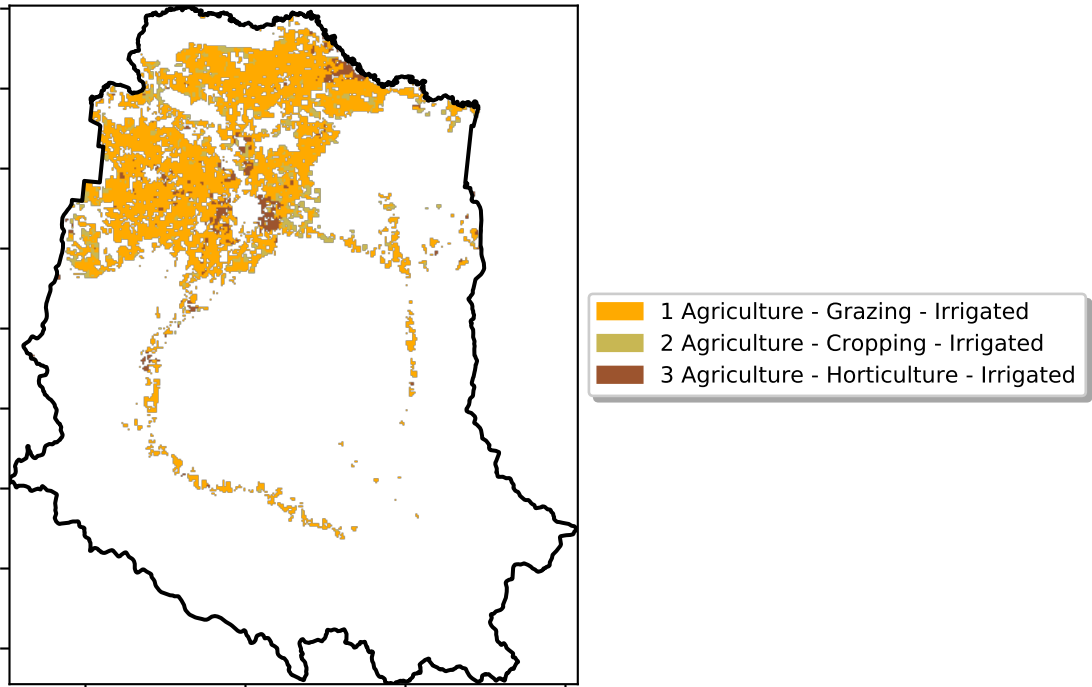 1 Agriculture - Grazing - Irrigated
2 Agriculture - Cropping - Irrigated
3 Agriculture - Horticulture - Irrigated